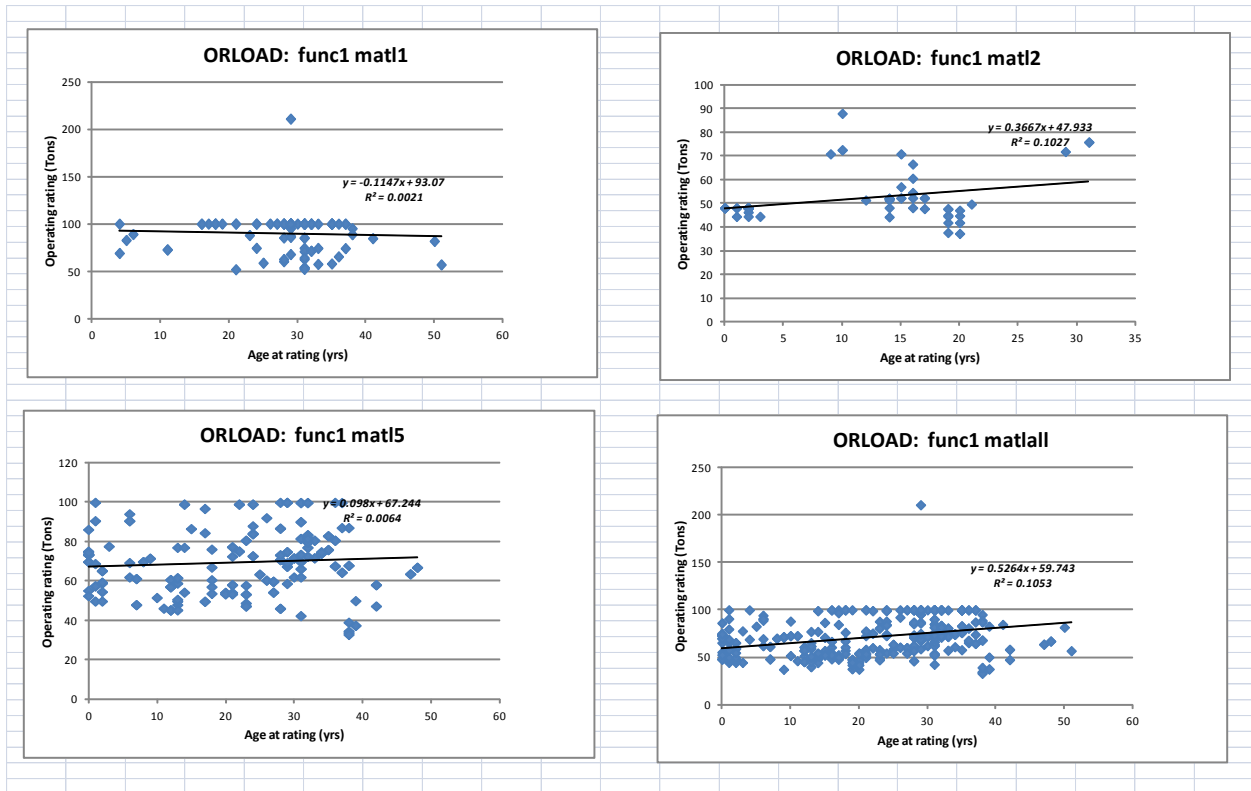 ORLOAD: func1 matl1
250
200
150
100
50
0
Operating rating (Tons)
y = -0.1147x + 93.07
R² = 0.0021
0 10 20 30 40 50 60
Age at rating (yrs)
ORLOAD: func1 matl2
100
90
80
70
60
50
40
30
20
10
0
Operating rating (Tons)
y = 0.3667x + 47.933
R² = 0.1027
0 5 10 15 20 25 30 35
Age at rating (yrs)
ORLOAD: func1 matl5
120
100
80
60
40
20
0
Operating rating (Tons)
y = 0.098x + 67.244
R² = 0.0064
0 10 20 30 40 50 60
Age at rating (yrs)
ORLOAD: func1 matlall
250
200
150
100
50
0
Operating rating (Tons)
y = 0.5264x + 59.743
R² = 0.1053
0 10 20 30 40 50 60
Age at rating (yrs)